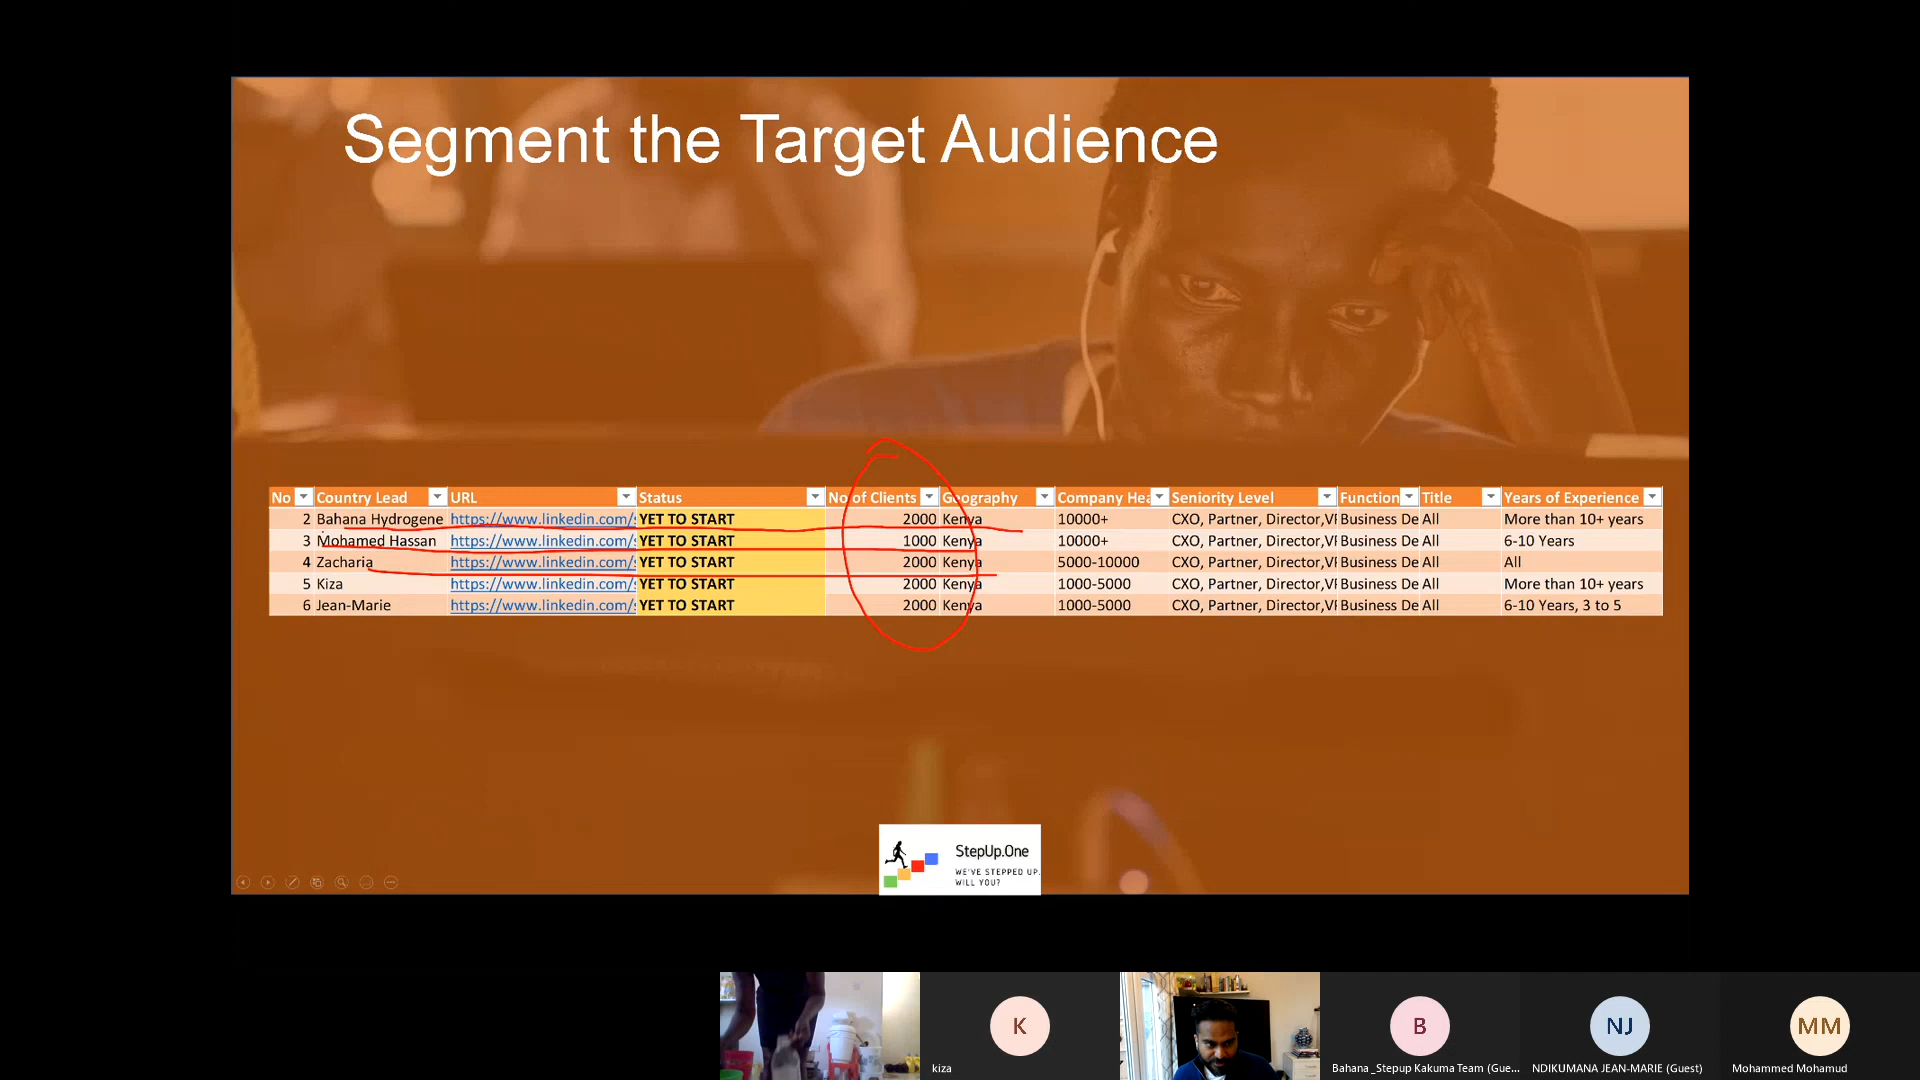 Segment the Target Audience
No Country Lead URL Status No of Clients Geography Company Hea Seniority Level Function Title Years of Experience
2 Bahana Hydrogene https://www.linkedin.com/s YET TO START 2000 Kenya 10000+ CXO, Partner, Director,VP Business De All More than 10+ years
3 Mohamed Hassan https://www.linkedin.com/s YET TO START 1000 Kenya 10000+ CXO, Partner, Director,VP Business De All 6-10 Years
4 Zacharia https://www.linkedin.com/s YET TO START 2000 Kenya 5000-10000 CXO, Partner, Director,VP Business De All All
5 Kiza https://www.linkedin.com/s YET TO START 2000 Kenya 1000-5000 CXO, Partner, Director,VP Business De All More than 10+ years
6 Jean-Marie https://www.linkedin.com/s YET TO START 2000 Kenya 1000-5000 CXO, Partner, Director,VP Business De All 6-10 Years, 3 to 5
StepUp.One
WE'VE STEPPED UP.
WILL YOU?
K
B
NJ
MM
kiza
Bahana _Stepup Kakuma Team (Gue...
NDIKUMANA JEAN-MARIE (Guest)
Mohammed Mohamud